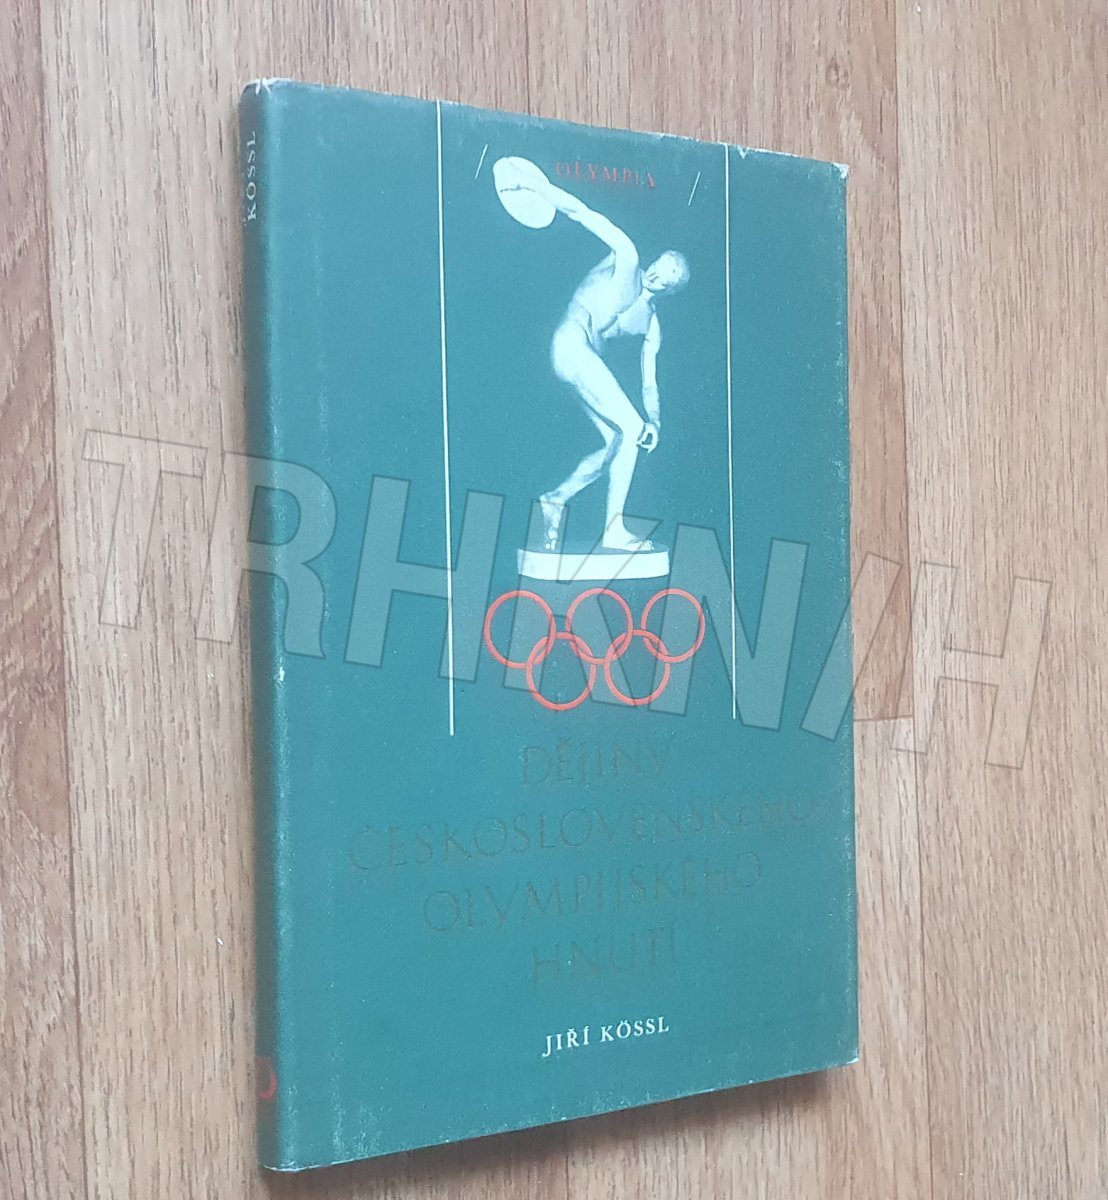 KÖSSL
OLYMPIA
DĚJINY
ČESKOSLOVENSKÉHO
OLYMPIJSKÉHO
HNUTÍ
JIŘÍ KÖSSL
TRHKNIH